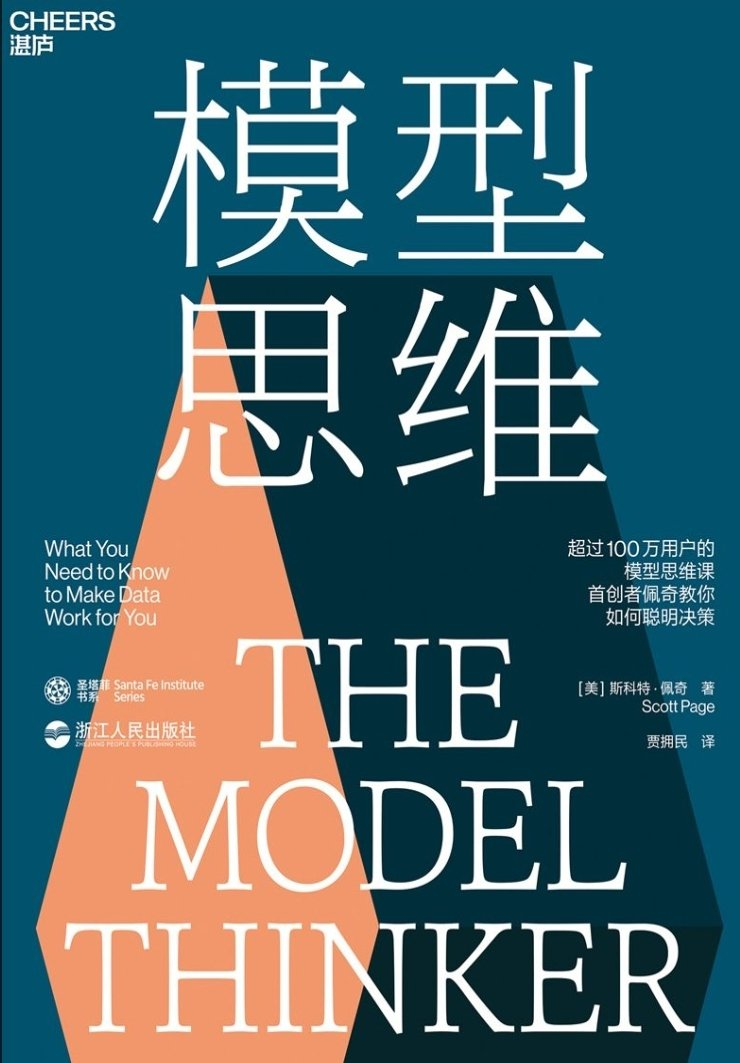 CHEERS
湛庐
模型
思维
What You
Need to Know
to Make Data
Work for You
超过100万用户的
模型思维课
首创者佩奇教你
如何聪明决策
圣塔菲 Santa Fe Institute
书系 Series
浙江人民出版社
ZHEJIANG PEOPLE'S PUBLISHING HOUSE
[美] 斯科特·佩奇 著
Scott Page
贾拥民 译
THE
MODEL
THINKER